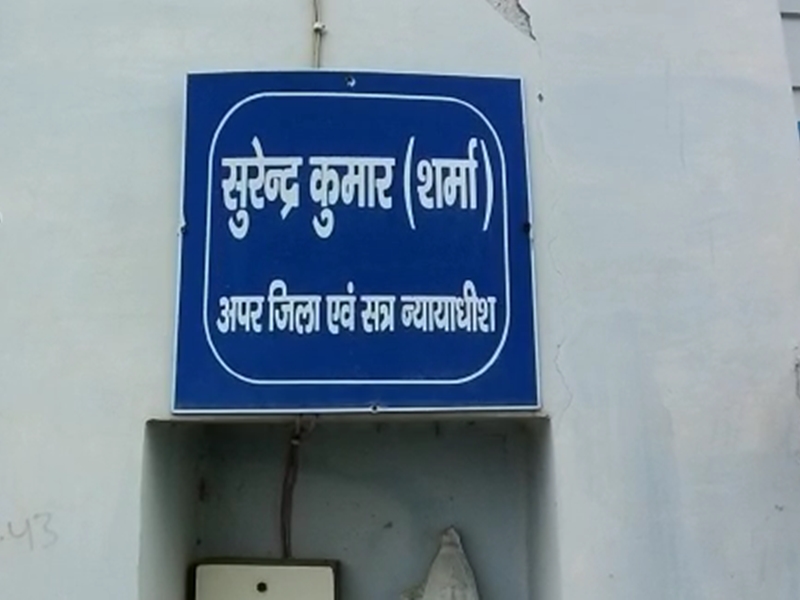 सुरेन्द्र कुमार (शर्मा)
अपर जिला एवं सत्र न्यायाधीश